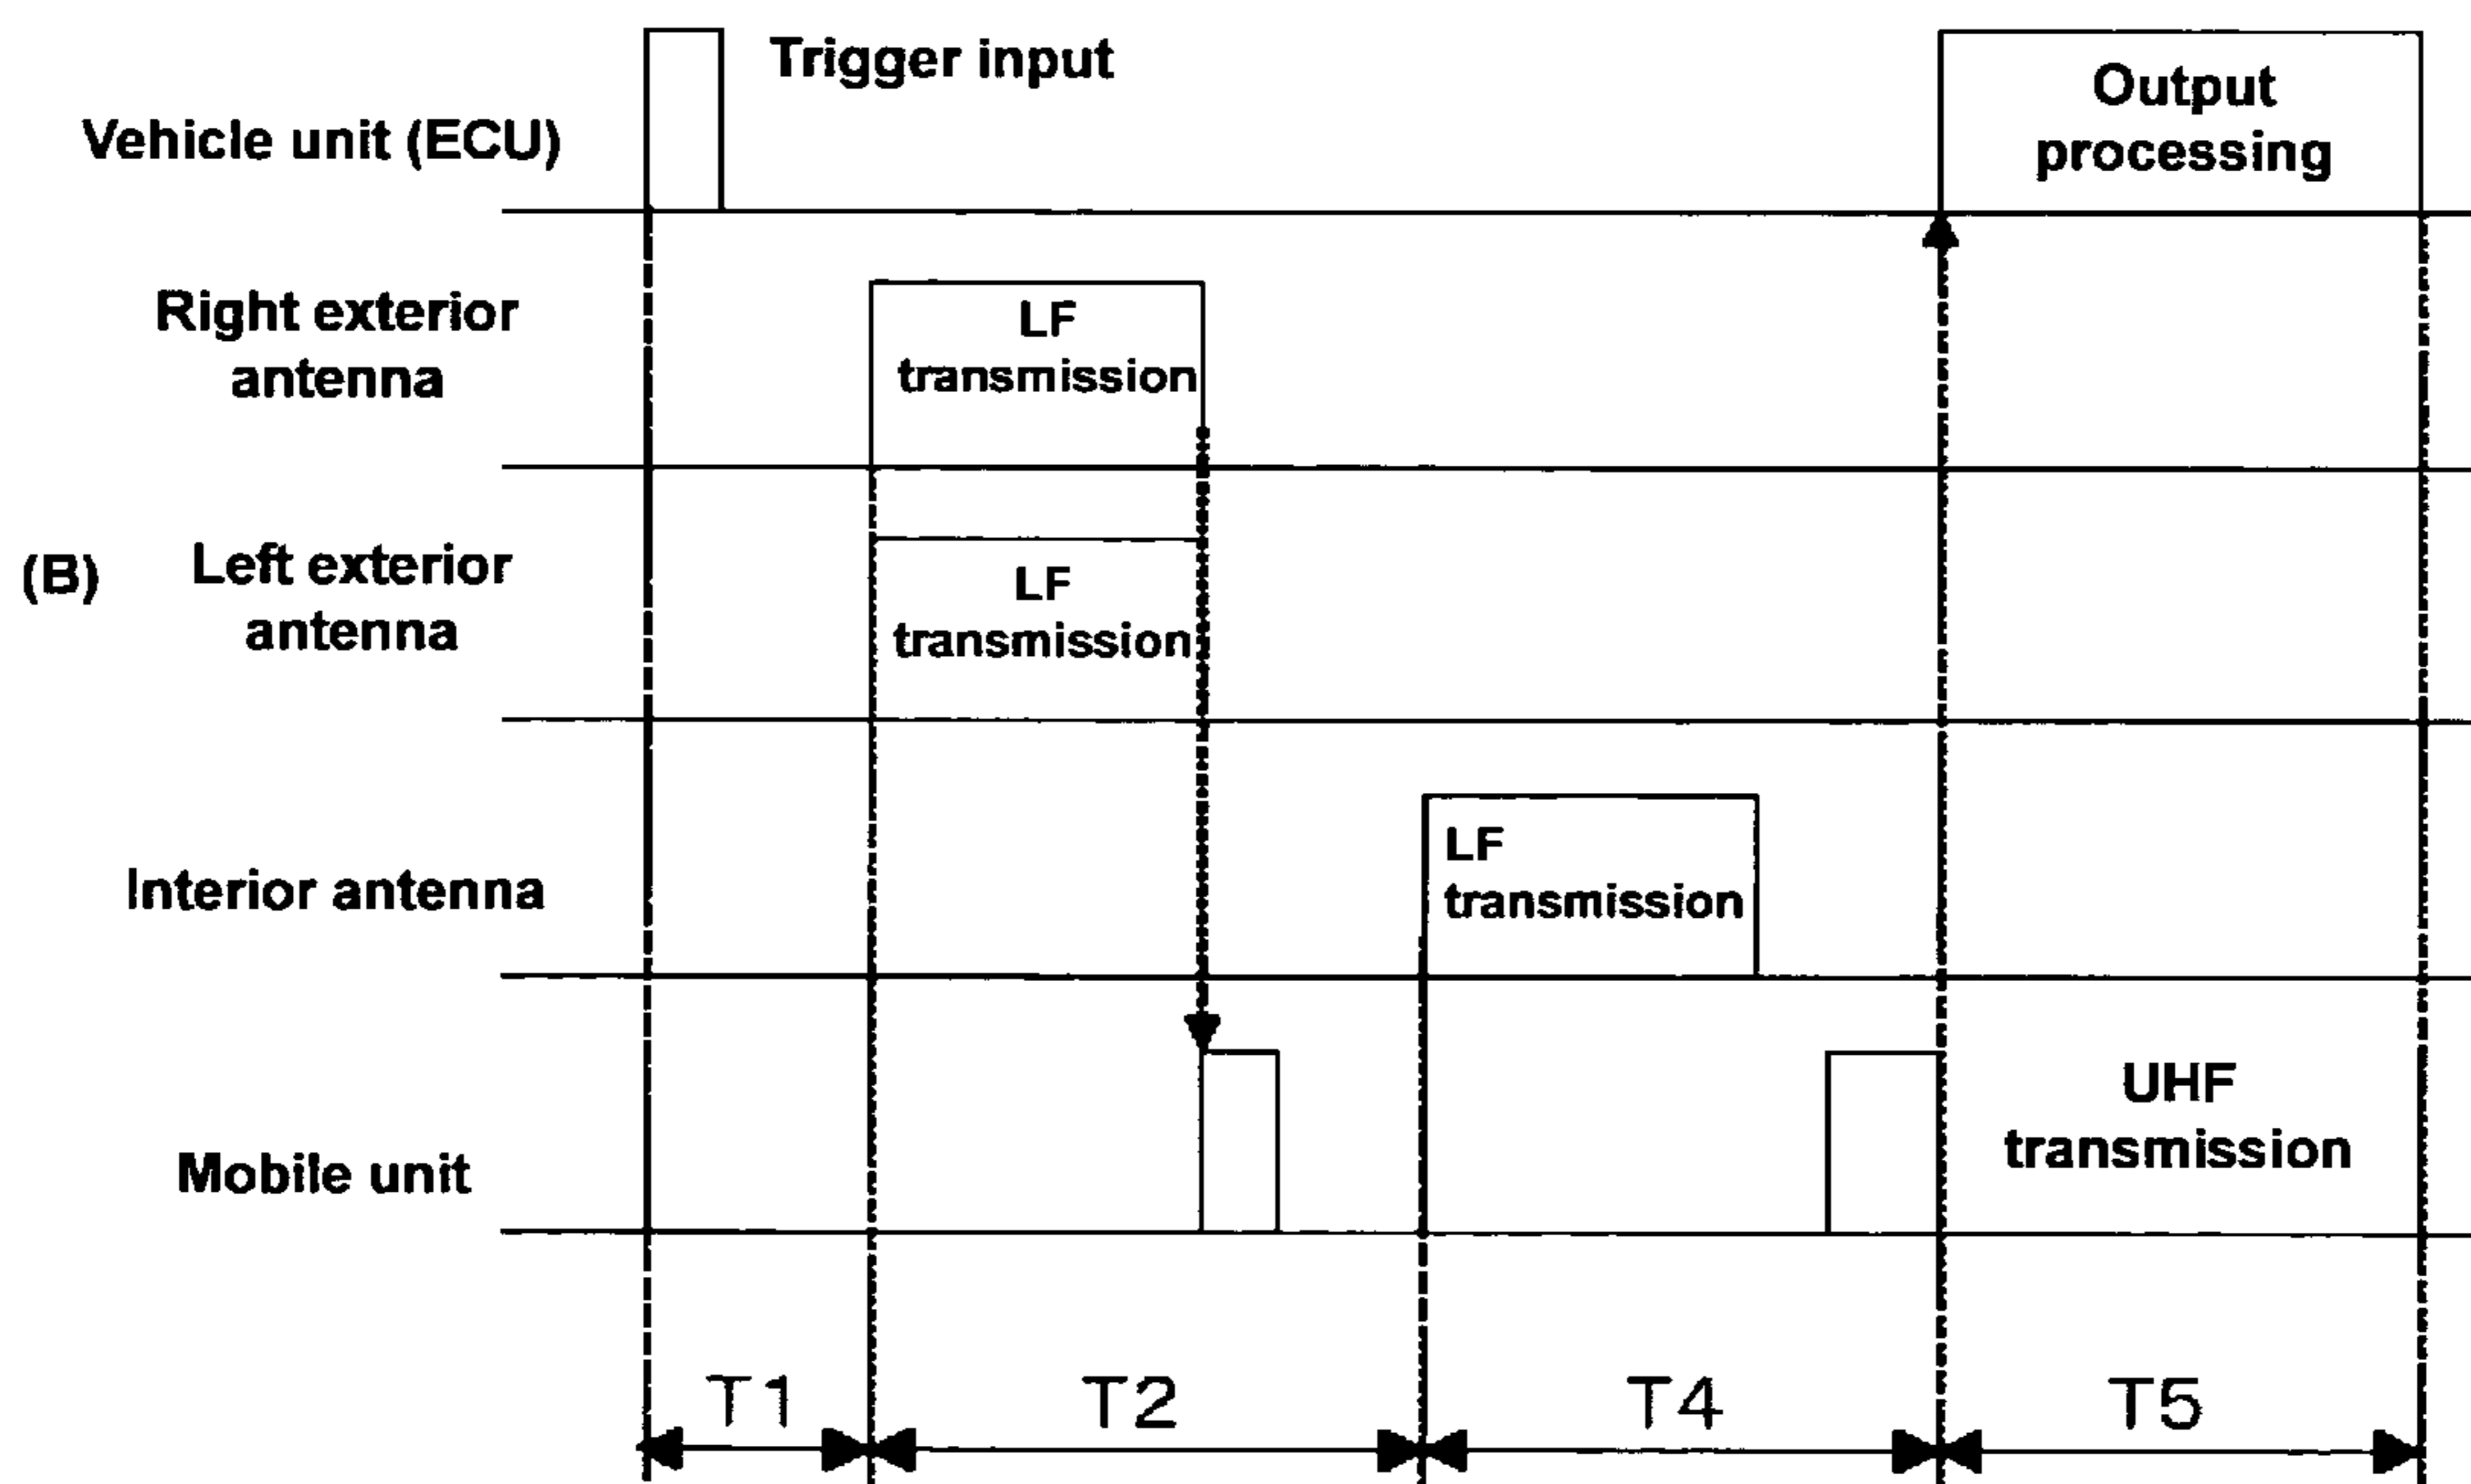 Trigger input
Output
processing
Vehicle unit (ECU)
Right exterior
antenna
LF
transmission
(B)
Left exterior
antenna
LF
transmission
Interior antenna
LF
transmission
Mobile unit
UHF
transmission
T1
T2
T4
T5